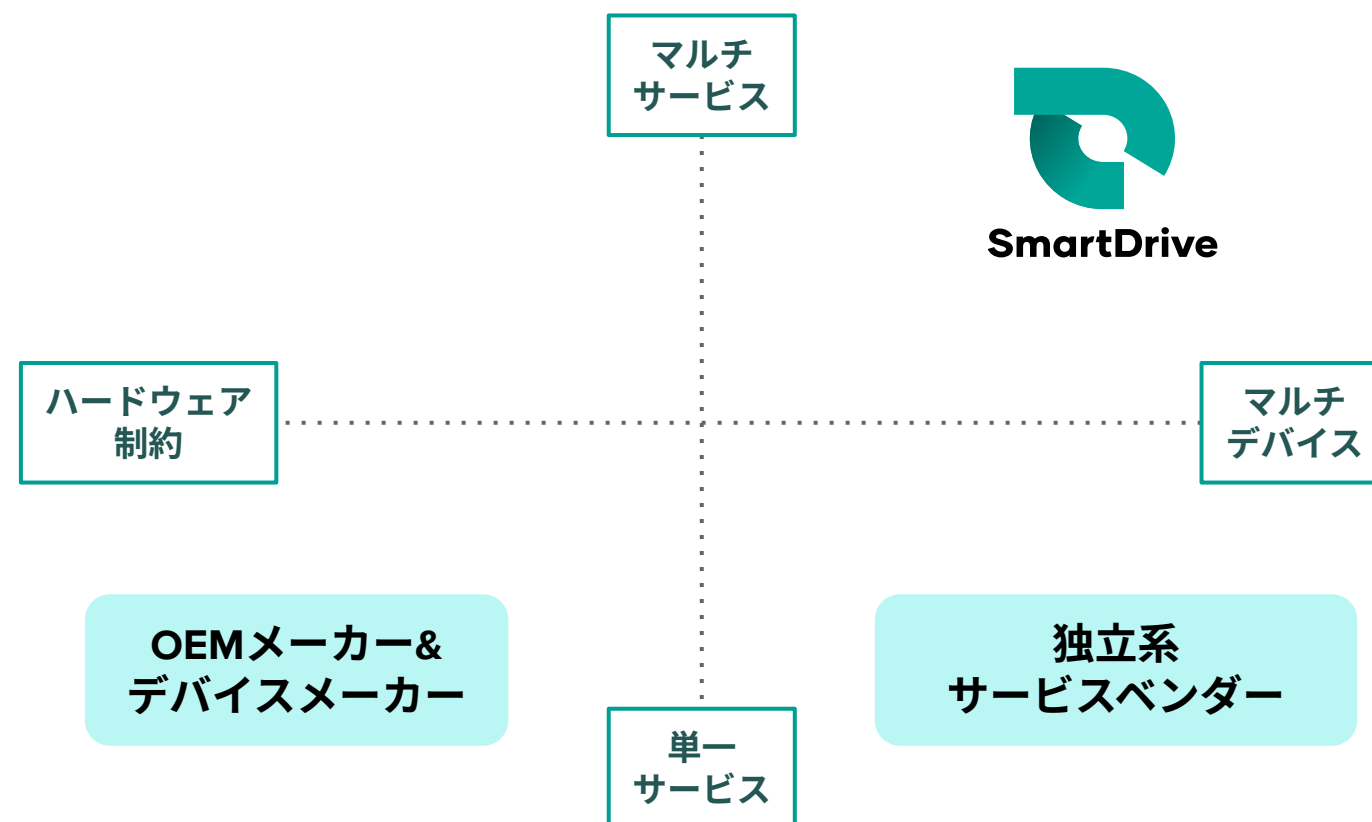 マルチ
サービス
SmartDrive
ハードウェア
制約
マルチ
デバイス
OEMメーカー&
デバイスメーカー
独立系
サービスベンダー
単一
サービス